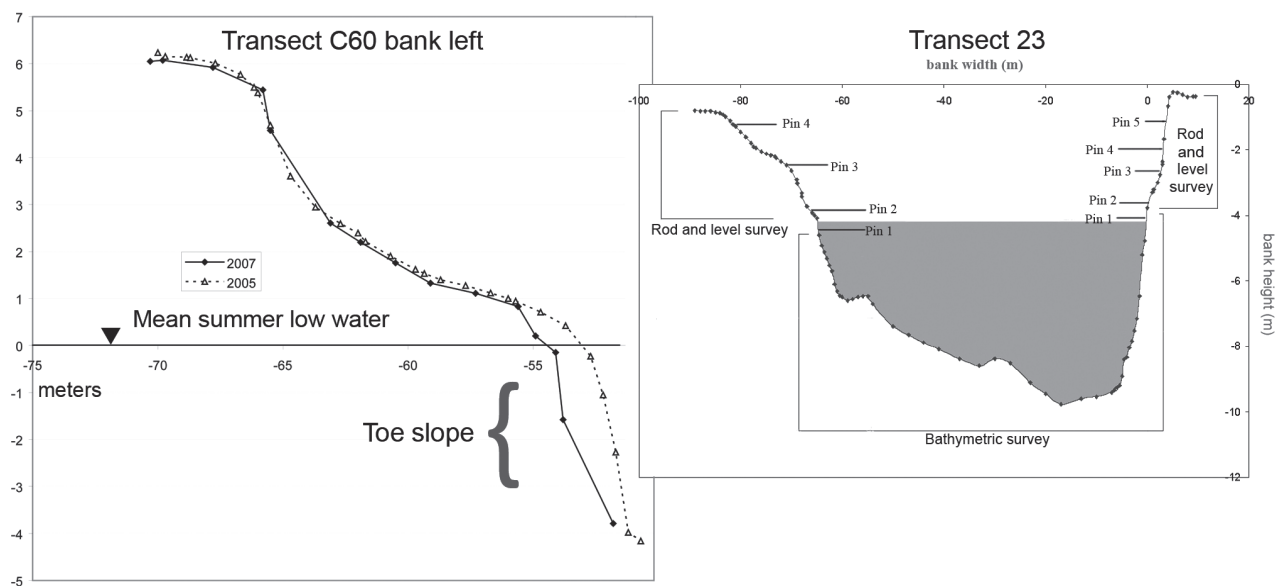 Transect C60 bank left
7
6
5
4
3
2
1
0
-1
-2
-3
-4
-5
2007
2005
Mean summer low water
-75
-70
-65
-60
-55
meters
Toe slope
Transect 23
bank width (m)
-100
-80
-60
-40
-20
0
20
0
-2
-4
-6
-8
-10
-12
bank height (m)
Pin 4
Pin 3
Pin 2
Pin 1
Rod and level survey
Pin 5
Pin 4
Pin 3
Pin 2
Pin 1
Rod
and
level
survey
Bathymetric survey